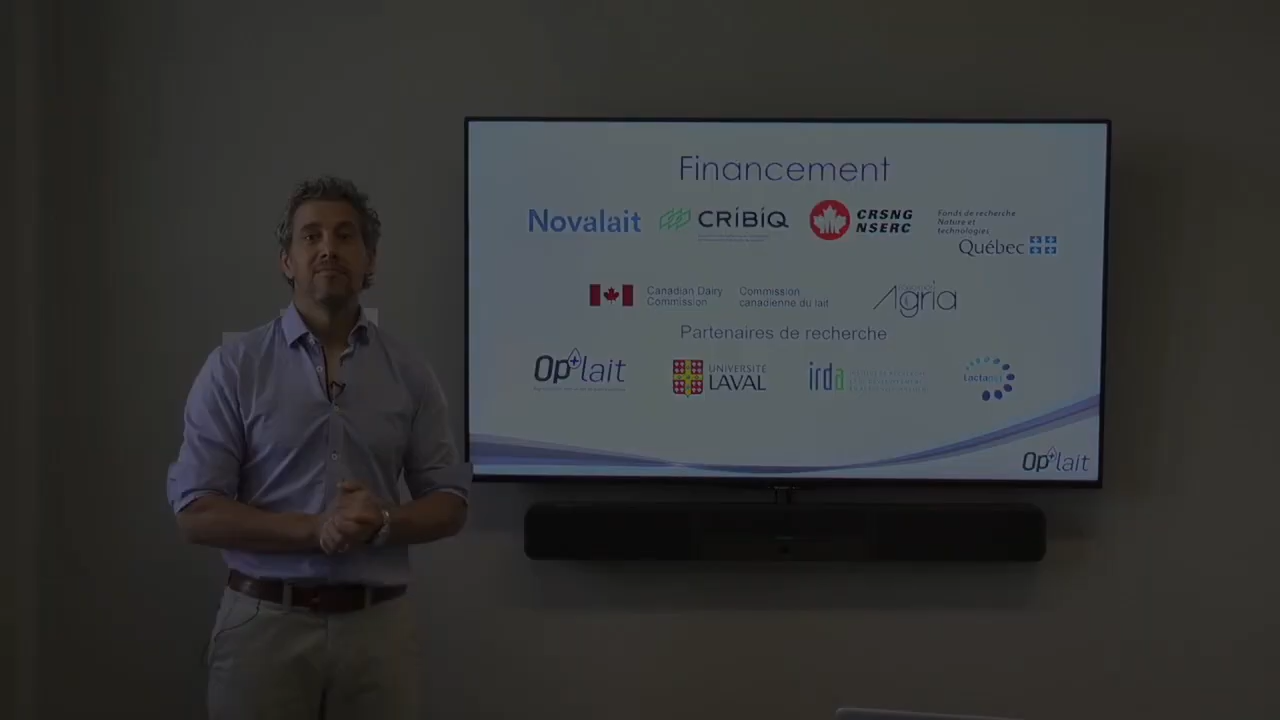 Financement
Novalait
CRIBIQ
CRSNG
NSERC
Fonds de recherche
Nature et
technologies
Québec
Canadian Dairy
Commission
Commission
canadienne du lait
Agria
Partenaires de recherche
Op+lait
UNIVERSITÉ
LAVAL
irda
Lactanet
Op+lait